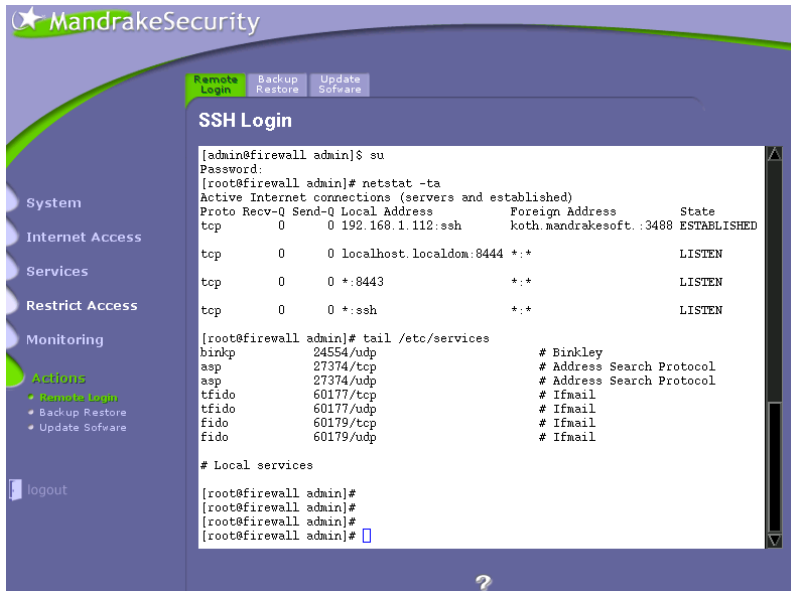 MandrakeSecurity
Remote Login
Backup Restore
Update Sofware
SSH Login
System
Internet Access
Services
Restrict Access
Monitoring
Actions
Remote Login
Backup Restore
Update Sofware
logout
[admin@firewall admin]$ su
Password:
[root@firewall admin]# netstat -ta
Active Internet connections (servers and established)
Proto Recv-Q Send-Q Local Address Foreign Address State
tcp 0 0 192.168.1.112:ssh koth.mandrakesoft.:3488 ESTABLISHED
tcp 0 0 localhost.localdom:8444 *:* LISTEN
tcp 0 0 *:8443 *:* LISTEN
tcp 0 0 *:ssh *:* LISTEN
[root@firewall admin]# tail /etc/services
binkp 24554/udp # Binkley
asp 27374/tcp # Address Search Protocol
asp 27374/udp # Address Search Protocol
tfido 60177/tcp # Ifmail
tfido 60177/udp # Ifmail
fido 60179/tcp # Ifmail
fido 60179/udp # Ifmail
# Local services
[root@firewall admin]#
[root@firewall admin]#
[root@firewall admin]#
[root@firewall admin]#
?